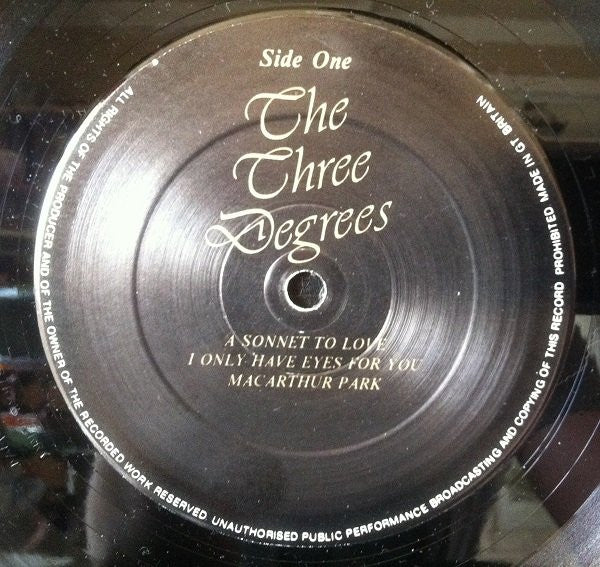 Side One
The
Three
Degrees
A SONNET TO LOVE
I ONLY HAVE EYES FOR YOU
MACARTHUR PARK
ALL RIGHTS OF THE PRODUCER AND OF THE OWNER OF THE RECORDED WORK RESERVED UNAUTHORISED PUBLIC PERFORMANCE BROADCASTING AND COPYING OF THIS RECORD PROHIBITED MADE IN GT BRITAIN